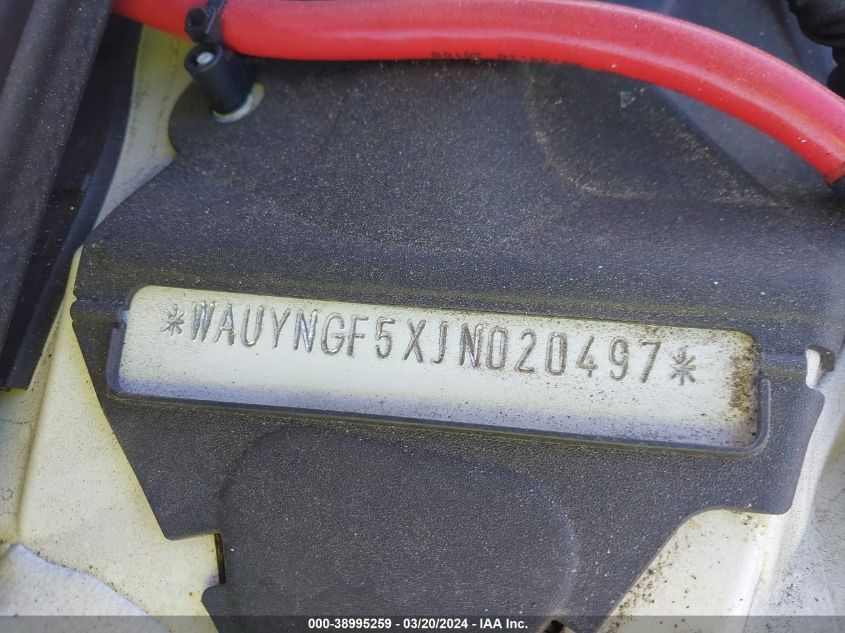 *WAUYNGF5XJN020497*
000-38995259 / 03/20/2024 - IAA Inc.